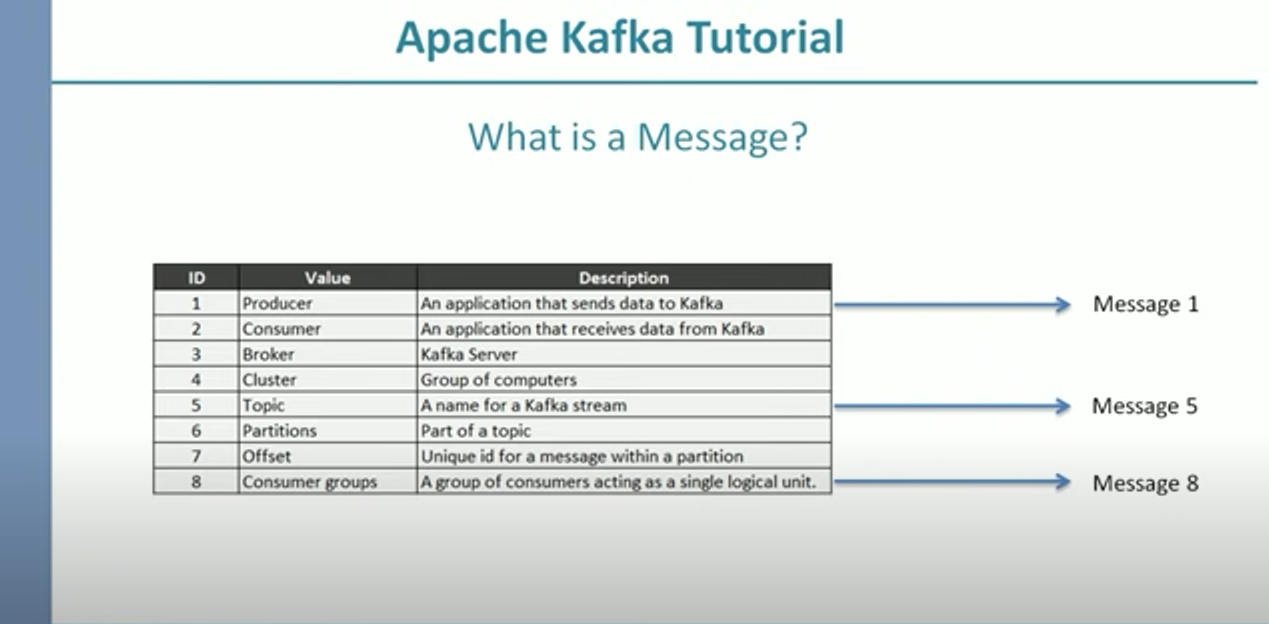 Apache Kafka Tutorial
What is a Message?
ID Value Description
1 Producer An application that sends data to Kafka Message 1
2 Consumer An application that receives data from Kafka
3 Broker Kafka Server
4 Cluster Group of computers
5 Topic A name for a Kafka stream Message 5
6 Partitions Part of a topic
7 Offset Unique id for a message within a partition
8 Consumer groups A group of consumers acting as a single logical unit. Message 8